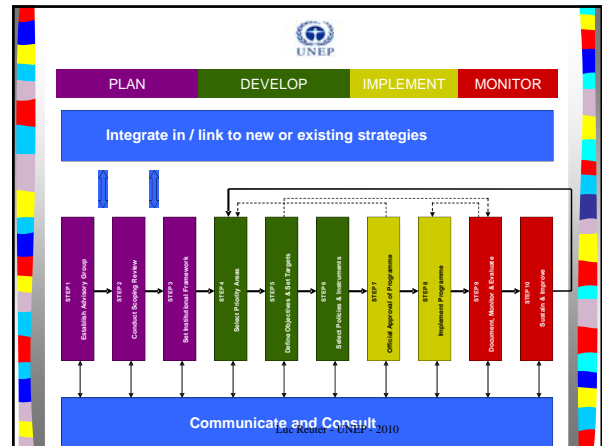 UNEP
PLAN DEVELOP IMPLEMENT MONITOR
Integrate in / link to new or existing strategies
STEP 1
Establish Advisory Group
STEP 2
Conduct Scoping Review
STEP 3
Set Institutional Framework
STEP 4
Select Priority Areas
STEP 5
Define Objectives & Set Targets
STEP 6
Select Policies & Instruments
STEP 7
Official Approval of Programme
STEP 8
Implement Programme
STEP 9
Document, Monitor & Evaluate
STEP 10
Sustain & Improve
Communicate and Consult
Luc Reuter - UNEP - 2010